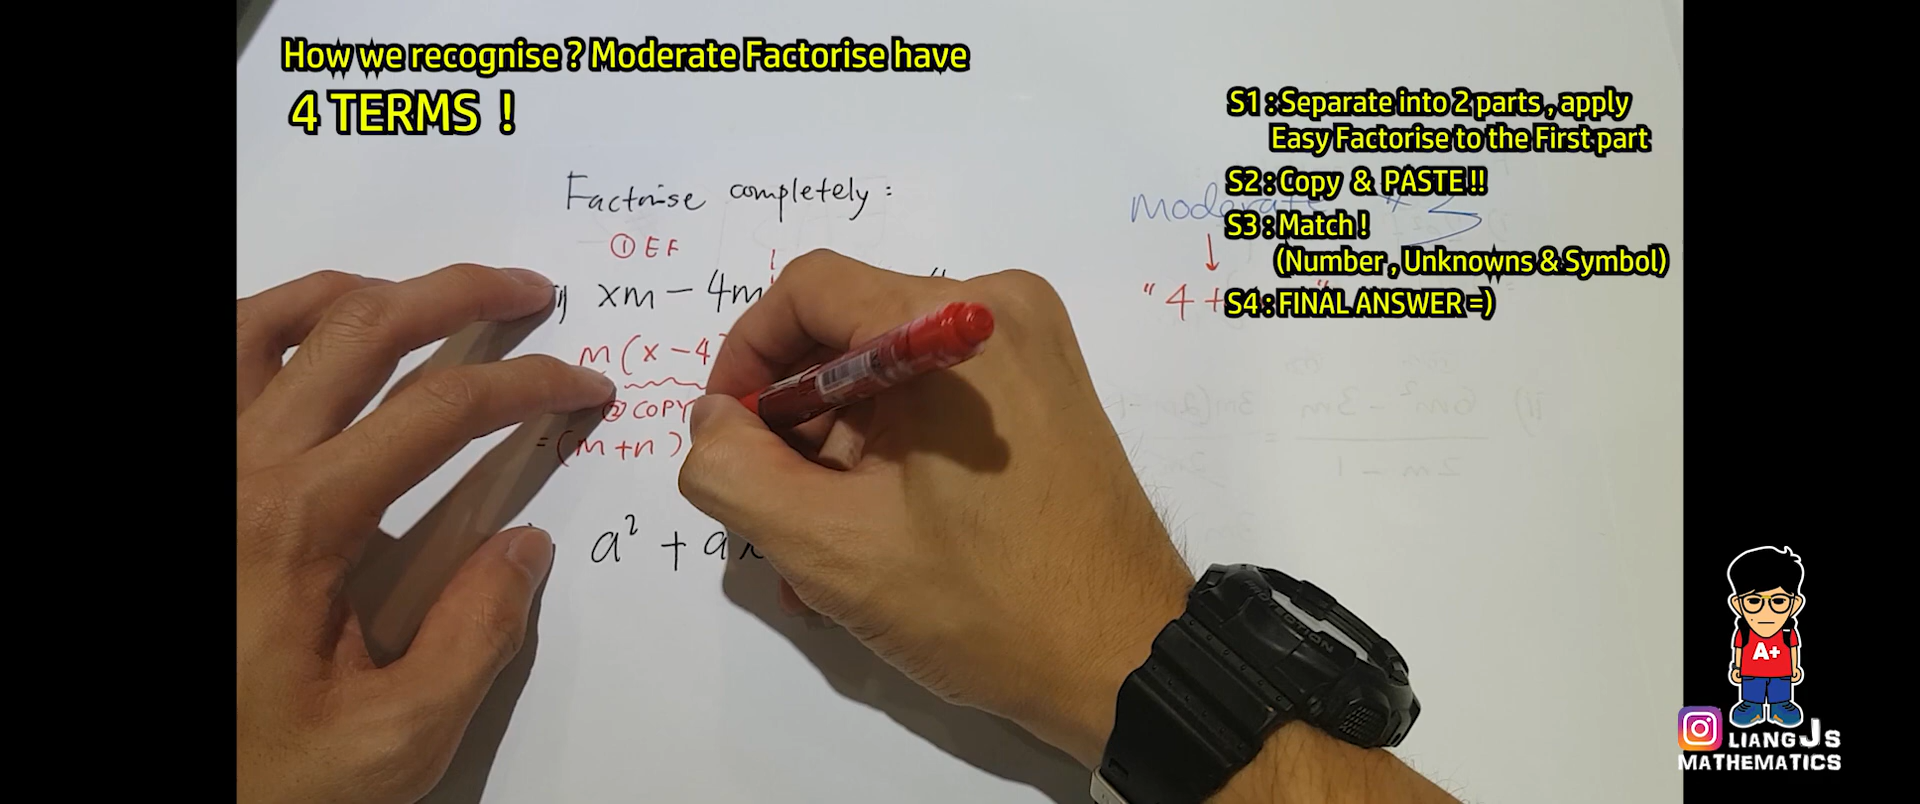 How we recognise ? Moderate Factorise have
4 TERMS !
S1 : Separate into 2 parts , apply
Easy Factorise to the First part
S2 : Copy & PASTE !!
S3 : Match !
(Number , Unknowns & Symbol)
S4 : FINAL ANSWER =)
Factorise completely :
① EF
xm - 4m
m (x - 4
② COPY
= (m + n)
a² + a
Moderate
↓
" 4 +
A+
LIANG JS
MATHEMATICS